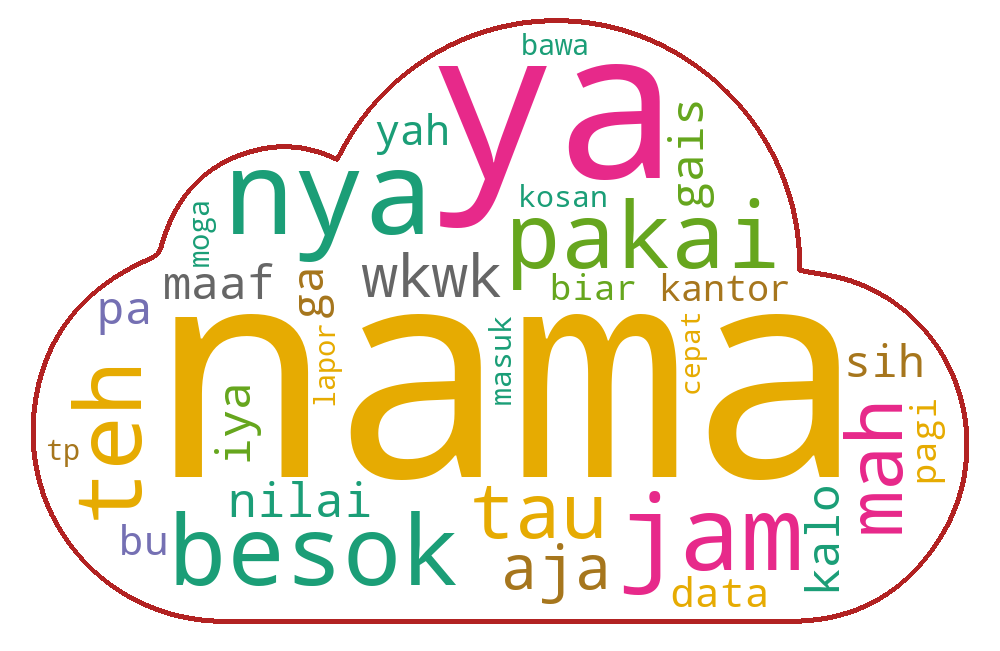 bawa
ya
yah
gais
nya
kosan
moga
pakai
maaf
ga
wkwk
biar
kantor
pa
nama
lapor
masuk
cepat
sih
teh
iya
mah
pagi
tp
nilai
tau
jam
kalo
bu
besok
aja
data